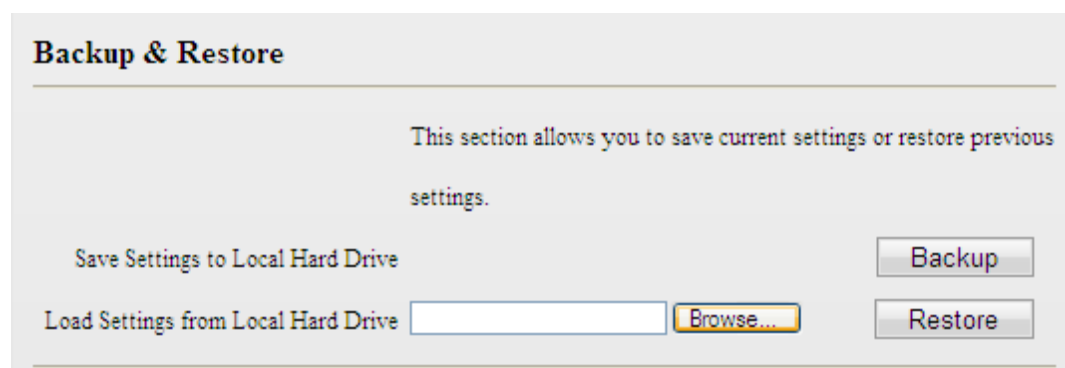 Backup & Restore
This section allows you to save current settings or restore previous
settings.
Save Settings to Local Hard Drive
Backup
Load Settings from Local Hard Drive
Browse...
Restore